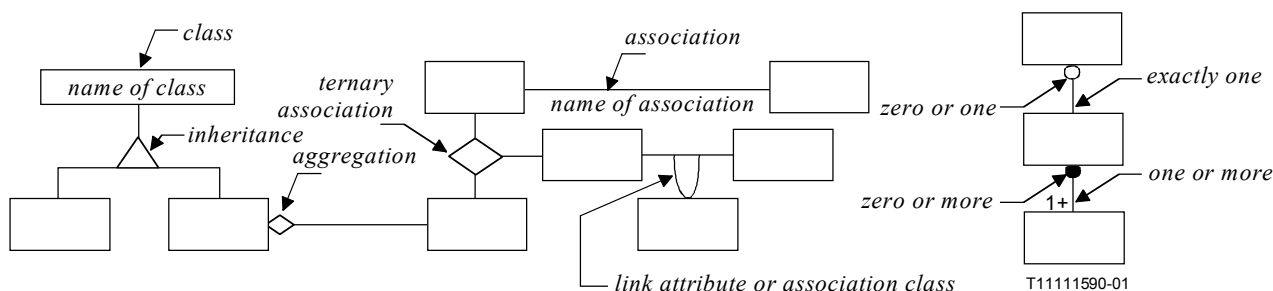 class
name of class
inheritance
aggregation
ternary
association
association
name of association
link attribute or association class
zero or one
exactly one
zero or more
one or more
1+
T11111590-01